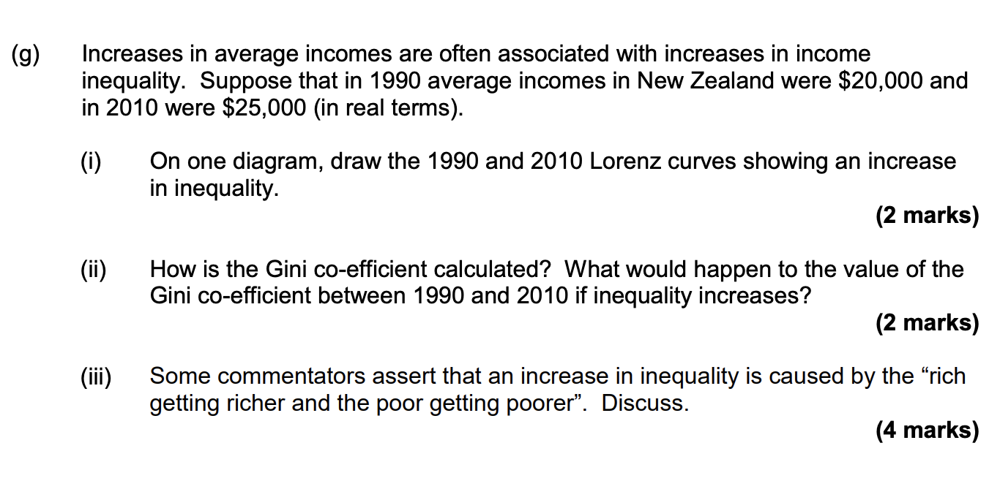 (g) Increases in average incomes are often associated with increases in income
inequality.  Suppose that in 1990 average incomes in New Zealand were $20,000 and
in 2010 were $25,000 (in real terms).
(i) On one diagram, draw the 1990 and 2010 Lorenz curves showing an increase
in inequality.
(2 marks)
(ii) How is the Gini co-efficient calculated?  What would happen to the value of the
Gini co-efficient between 1990 and 2010 if inequality increases?
(2 marks)
(iii) Some commentators assert that an increase in inequality is caused by the “rich
getting richer and the poor getting poorer”.  Discuss.
(4 marks)